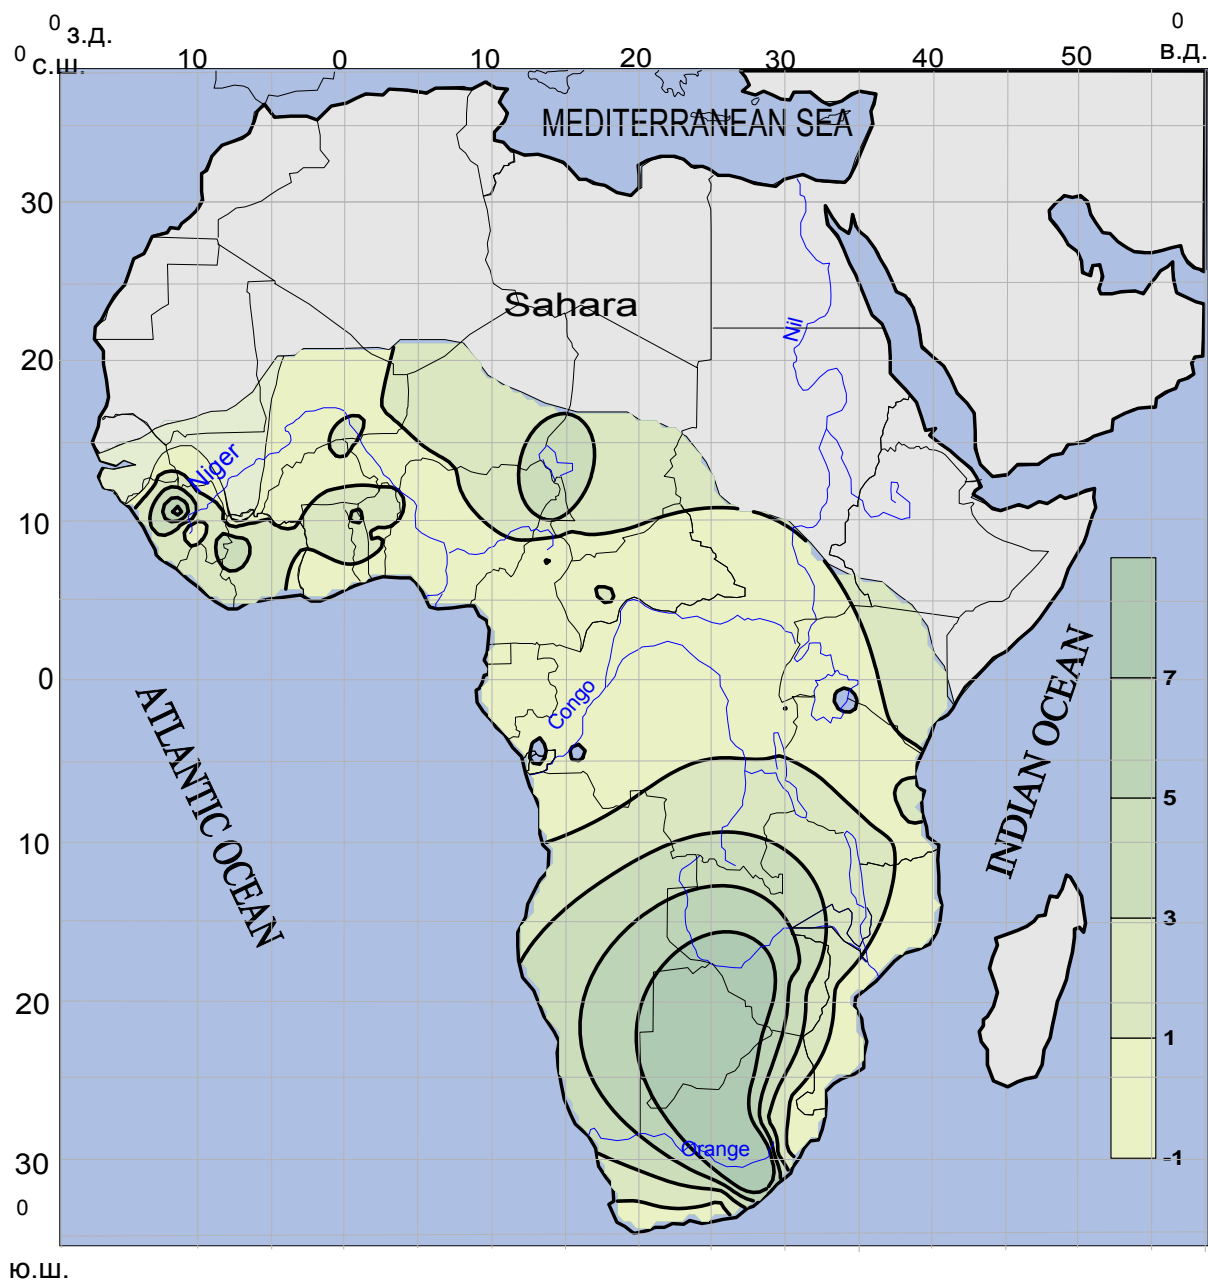 0
з.д.
0
в.д.
0
с.ш.
10
0
10
20
30
40
50
MEDITERRANEAN SEA
30
Sahara
Nil
20
Niger
10
0
Congo
ATLANTIC OCEAN
INDIAN OCEAN
7
5
3
1
-1
10
20
Orange
30
0
ю.ш.